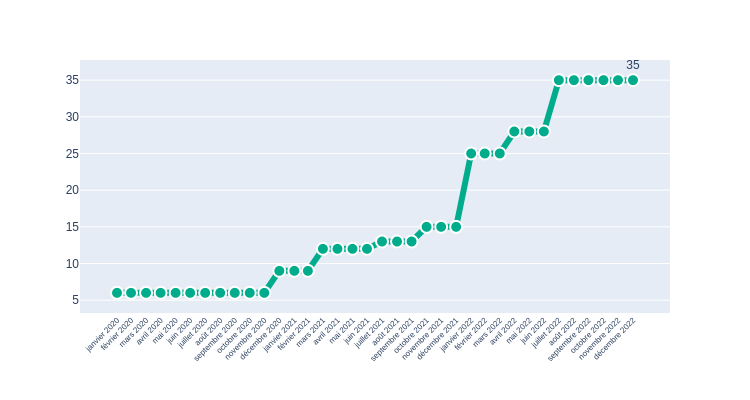 35
35
30
25
20
15
10
5
janvier 2020
février 2020
mars 2020
avril 2020
mai 2020
juin 2020
juillet 2020
août 2020
septembre 2020
octobre 2020
novembre 2020
décembre 2020
janvier 2021
février 2021
mars 2021
avril 2021
mai 2021
juin 2021
juillet 2021
août 2021
septembre 2021
octobre 2021
novembre 2021
décembre 2021
janvier 2022
février 2022
mars 2022
avril 2022
mai 2022
juin 2022
juillet 2022
août 2022
septembre 2022
octobre 2022
novembre 2022
décembre 2022